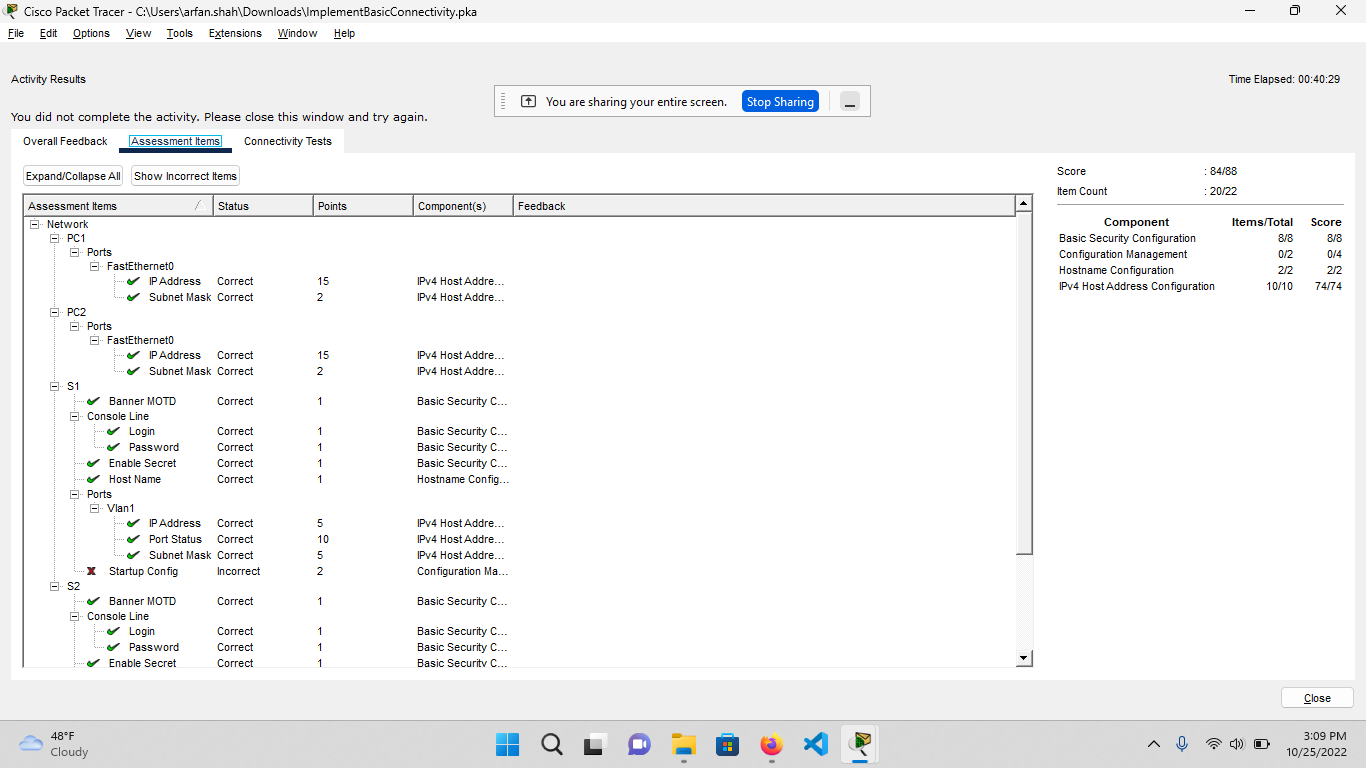 Cisco Packet Tracer - C:\Users\arfan.shah\Downloads\ImplementBasicConnectivity.pka
File Edit Options View Tools Extensions Window Help
Activity Results
Time Elapsed: 00:40:29
You are sharing your entire screen. Stop Sharing
You did not complete the activity. Please close this window and try again.
Overall Feedback Assessment Items Connectivity Tests
Expand/Collapse All Show Incorrect Items
Assessment Items Status Points Component(s) Feedback
Network
PC1
Ports
FastEthernet0
IP Address Correct 15 IPv4 Host Addre...
Subnet Mask Correct 2 IPv4 Host Addre...
PC2
Ports
FastEthernet0
IP Address Correct 15 IPv4 Host Addre...
Subnet Mask Correct 2 IPv4 Host Addre...
S1
Banner MOTD Correct 1 Basic Security C...
Console Line
Login Correct 1 Basic Security C...
Password Correct 1 Basic Security C...
Enable Secret Correct 1 Basic Security C...
Host Name Correct 1 Hostname Config...
Ports
Vlan1
IP Address Correct 5 IPv4 Host Addre...
Port Status Correct 10 IPv4 Host Addre...
Subnet Mask Correct 5 IPv4 Host Addre...
Startup Config Incorrect 2 Configuration Ma...
S2
Banner MOTD Correct 1 Basic Security C...
Console Line
Login Correct 1 Basic Security C...
Password Correct 1 Basic Security C...
Enable Secret Correct 1 Basic Security C...
Score : 84/88
Item Count : 20/22
Component Items/Total Score
Basic Security Configuration 8/8 8/8
Configuration Management 0/2 0/4
Hostname Configuration 2/2 2/2
IPv4 Host Address Configuration 10/10 74/74
Close
48°F
Cloudy
3:09 PM
10/25/2022